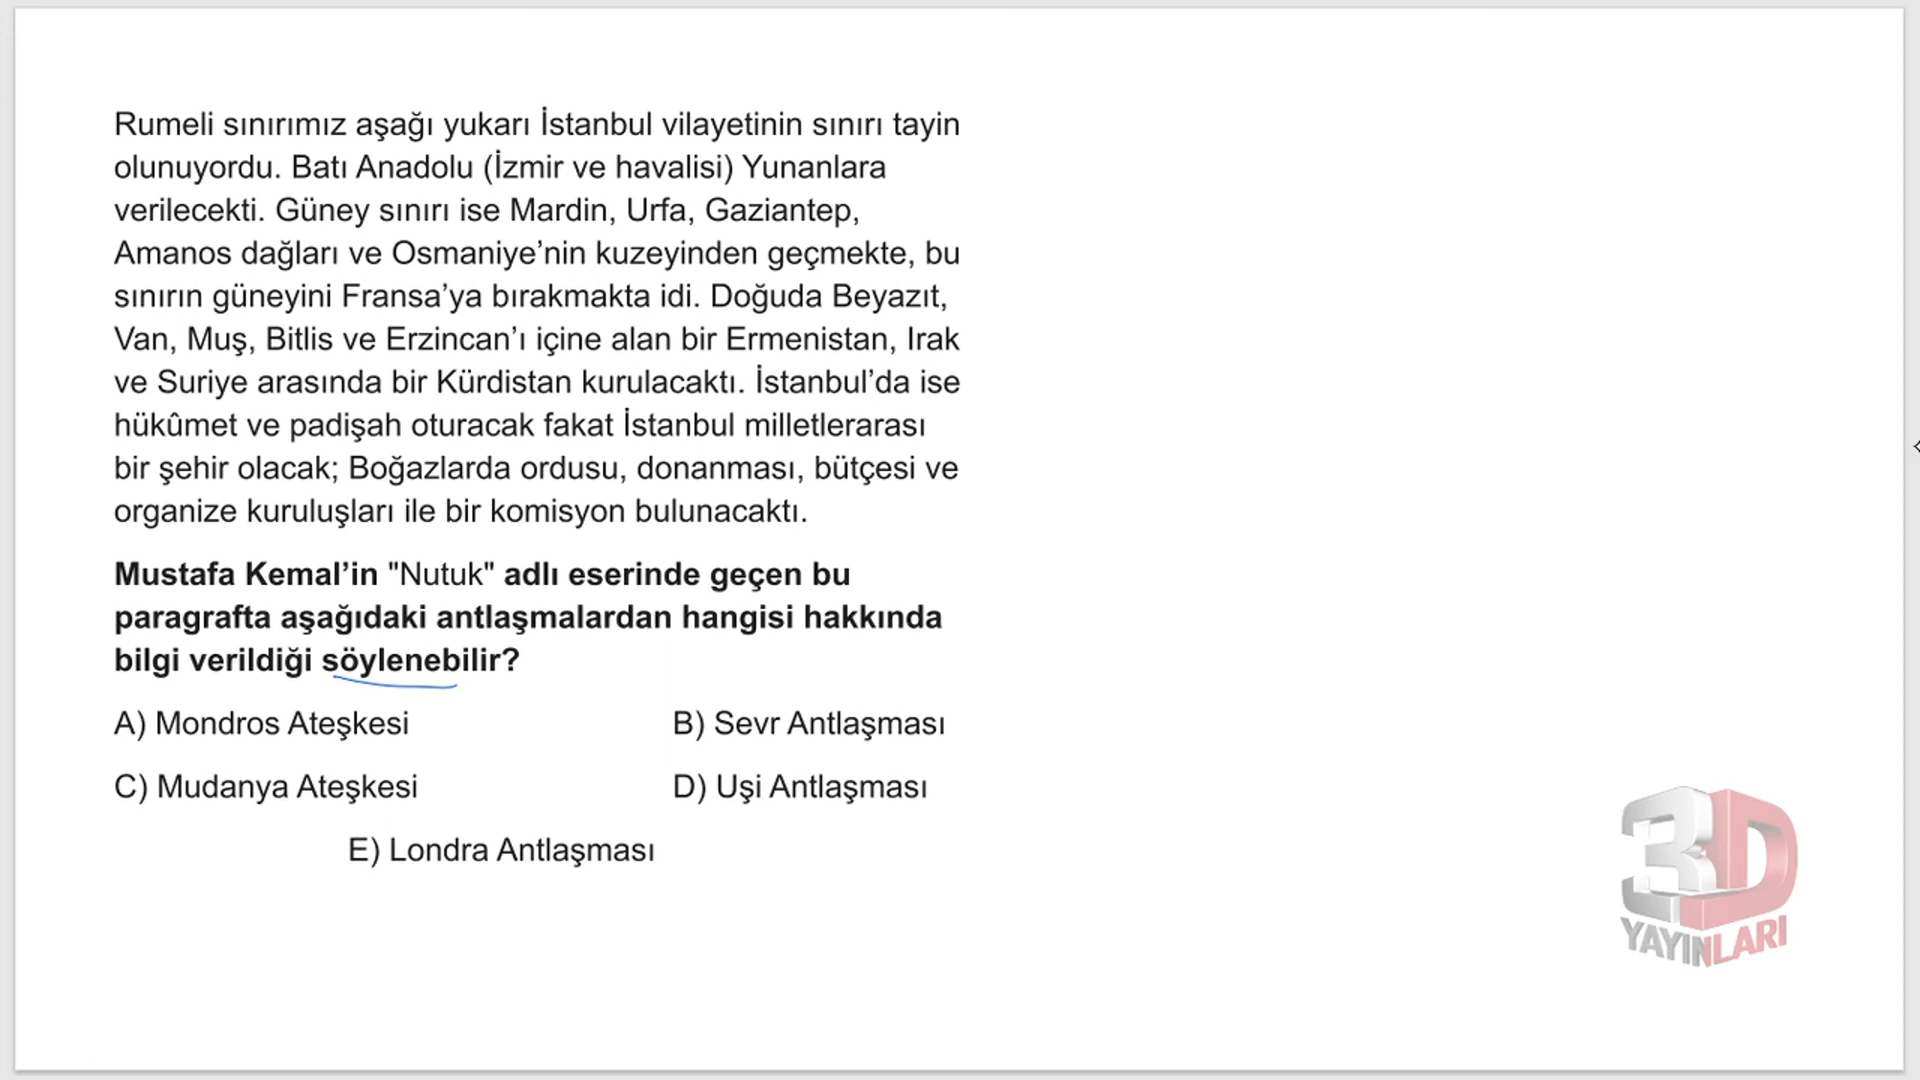 Rumeli sınırımız aşağı yukarı İstanbul vilayetinin sınırı tayin
olunuyordu. Batı Anadolu (İzmir ve havalisi) Yunanlara
verilecekti. Güney sınırı ise Mardin, Urfa, Gaziantep,
Amanos dağları ve Osmaniye’nin kuzeyinden geçmekte, bu
sınırın güneyini Fransa’ya bırakmakta idi. Doğuda Beyazıt,
Van, Muş, Bitlis ve Erzincan’ı içine alan bir Ermenistan, Irak
ve Suriye arasında bir Kürdistan kurulacaktı. İstanbul’da ise
hükûmet ve padişah oturacak fakat İstanbul milletlerarası
bir şehir olacak; Boğazlarda ordusu, donanması, bütçesi ve
organize kuruluşları ile bir komisyon bulunacaktı.
Mustafa Kemal’in "Nutuk" adlı eserinde geçen bu
paragrafta aşağıdaki antlaşmalardan hangisi hakkında
bilgi verildiği söylenebilir?
A) Mondros Ateşkesi B) Sevr Antlaşması
C) Mudanya Ateşkesi D) Uşi Antlaşması
E) Londra Antlaşması
3D
YAYINLARI